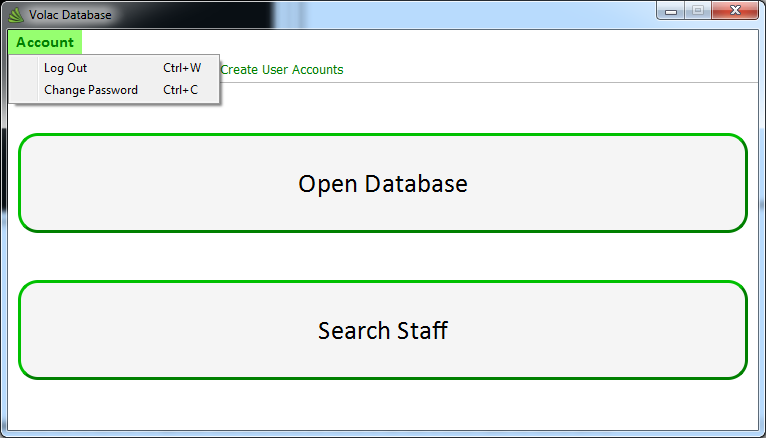 Volac Database
Account
Log Out Ctrl+W
Create User Accounts
Change Password Ctrl+C
Open Database
Search Staff